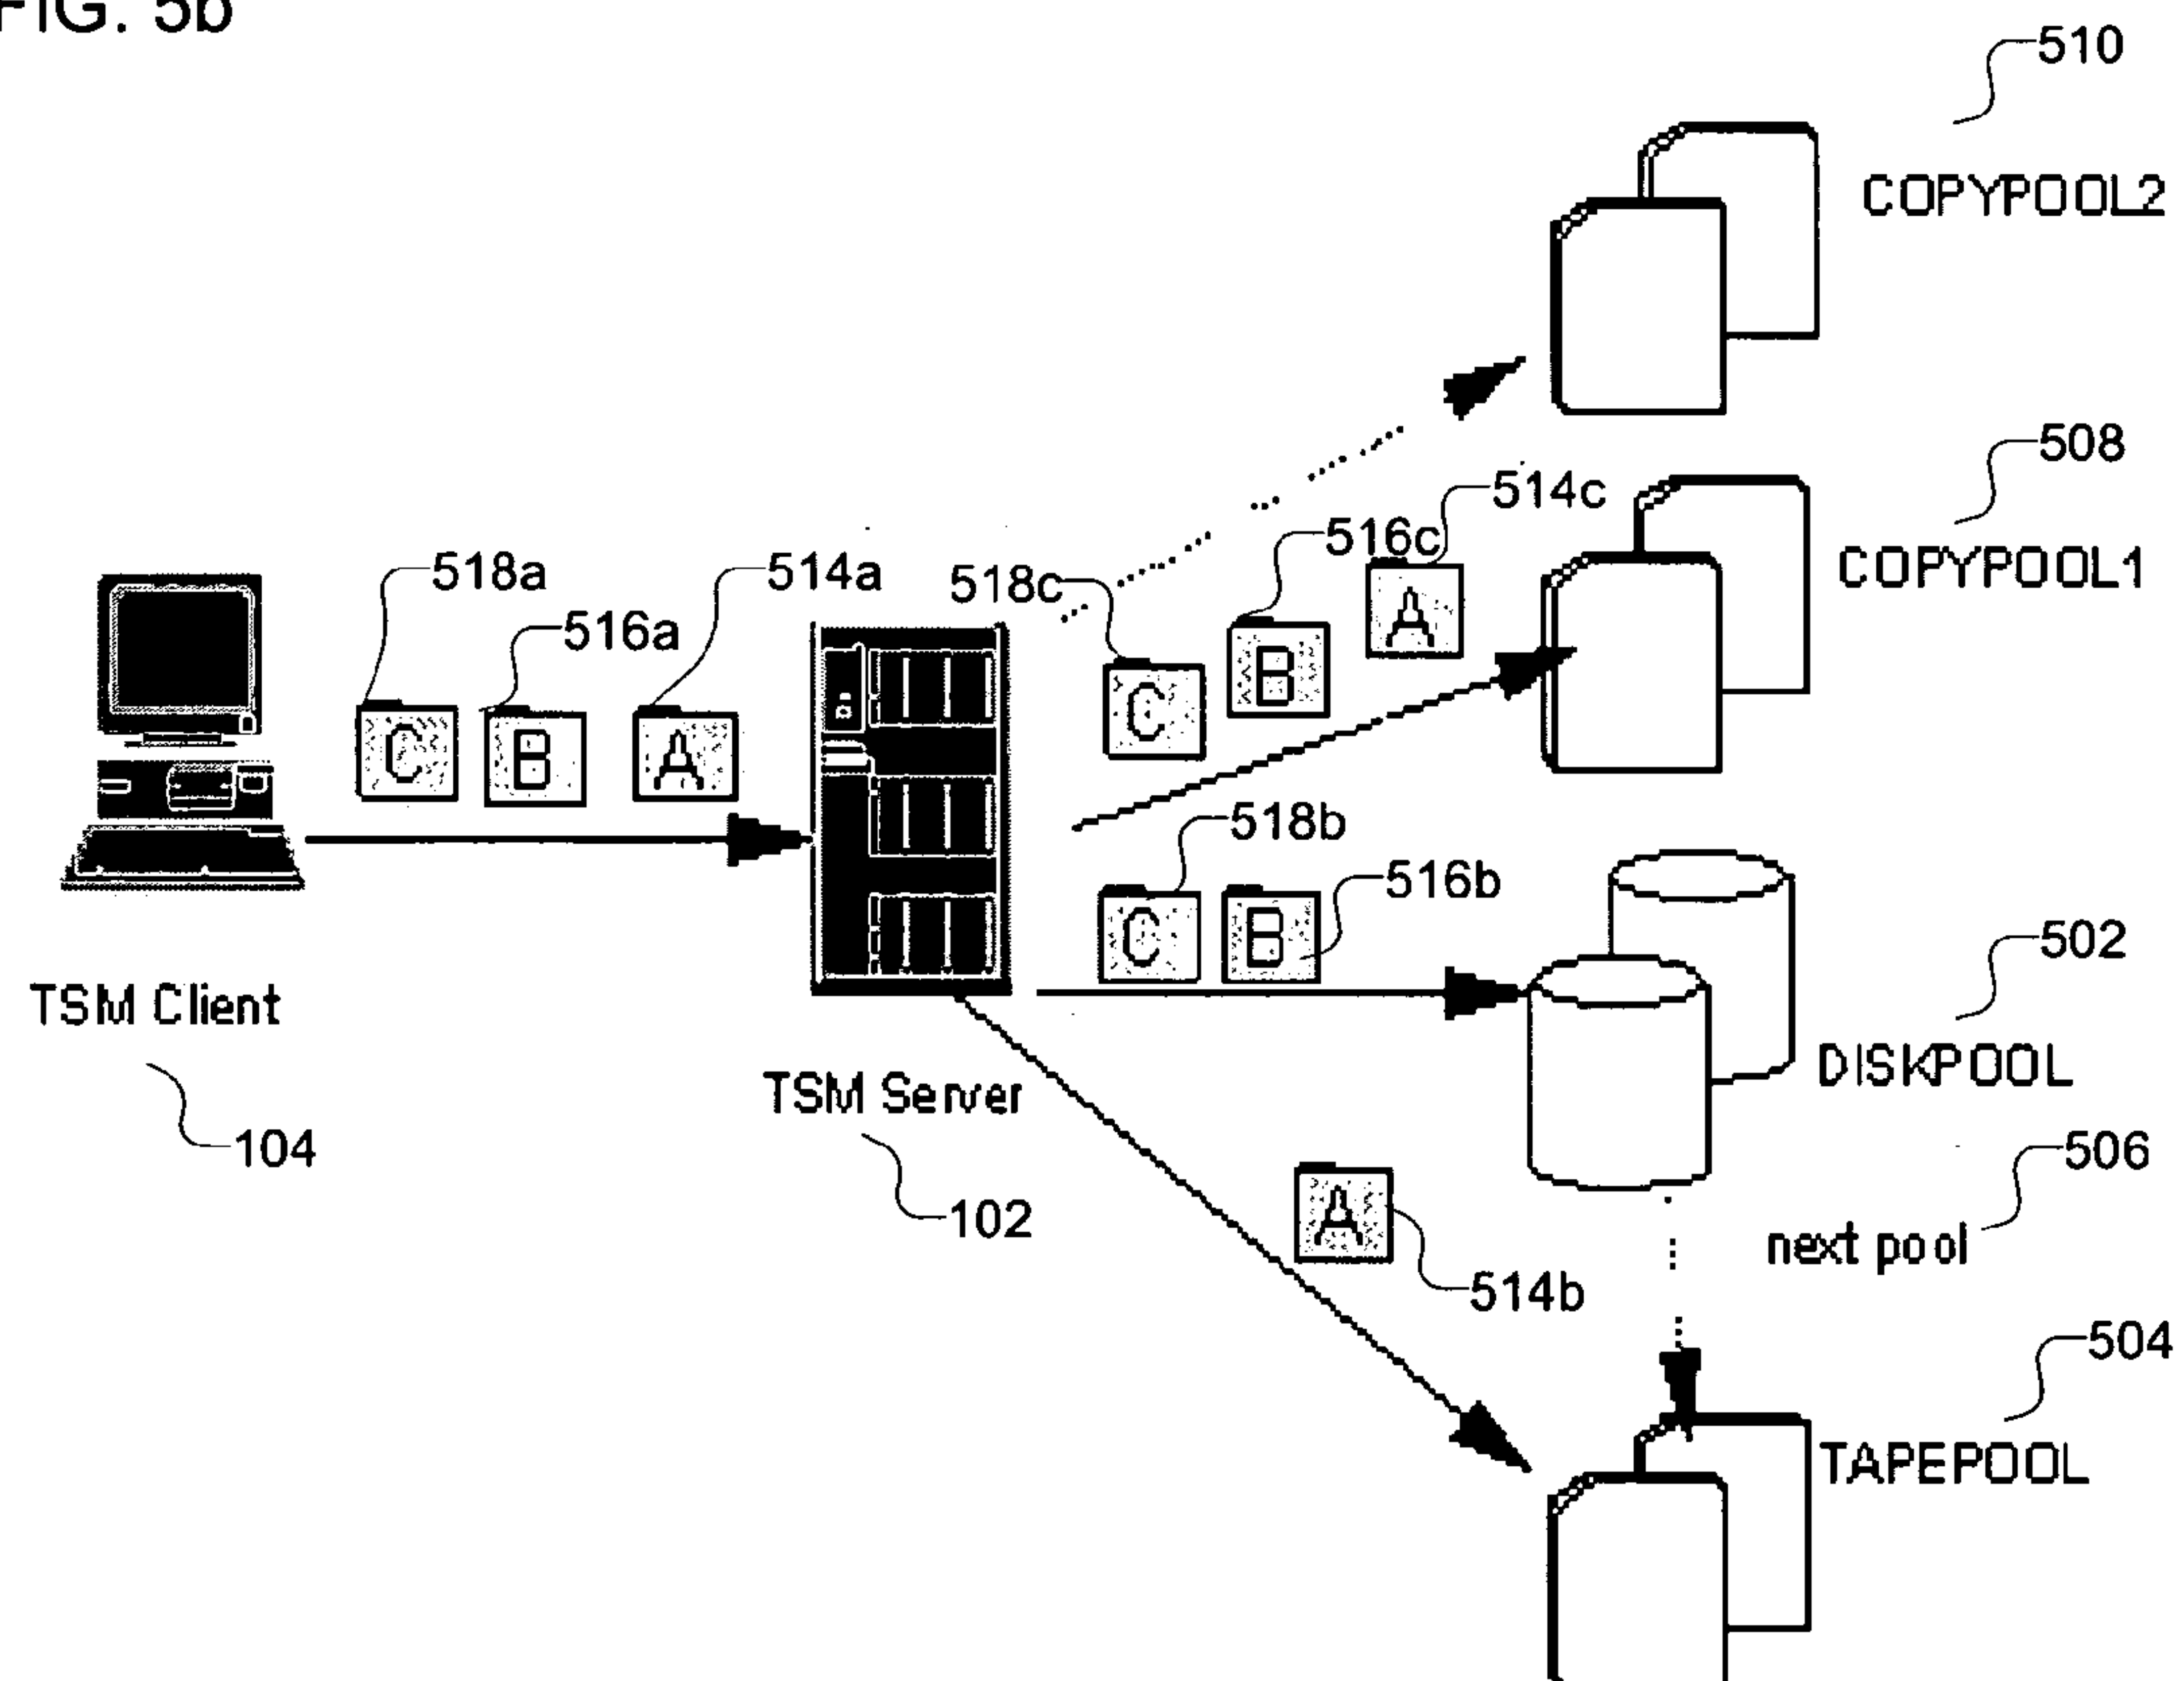 FIG. 5b
510
COPYPOOL2
508
514c
516c
COPYPOOL1
518a
514a
518c
516a
C
B
A
C
B
A
518b
516b
C
B
502
TSM Client
DISKPOOL
TSM Server
104
506
102
A
next pool
514b
504
TAPEPOOL